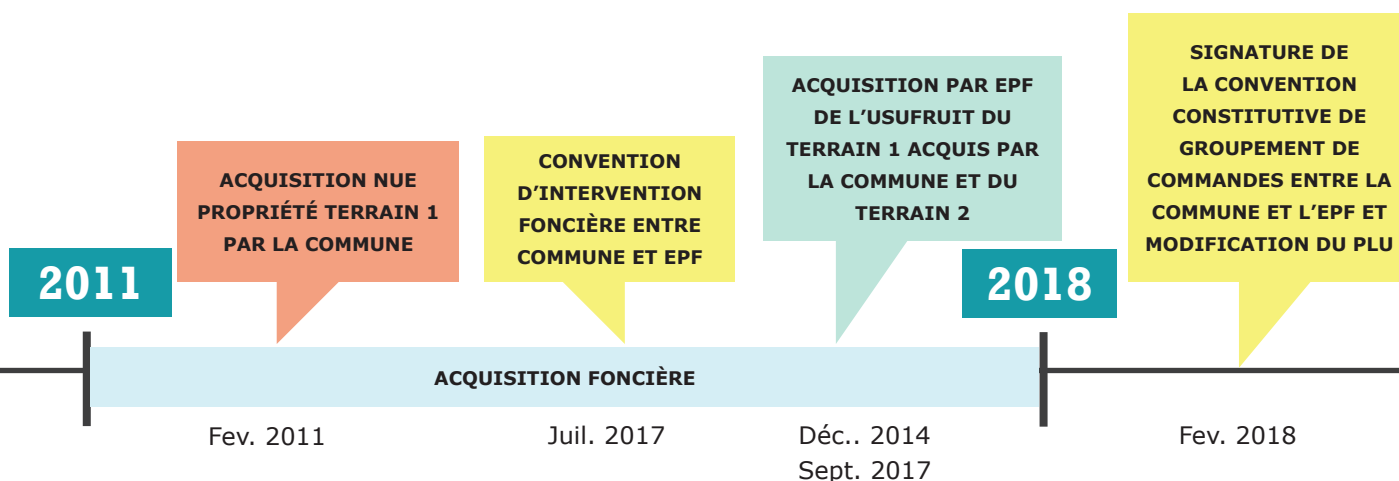 2011
ACQUISITION NUE
PROPRIÉTÉ TERRAIN 1
PAR LA COMMUNE
CONVENTION
D'INTERVENTION
FONCIÈRE ENTRE
COMMUNE ET EPF
ACQUISITION PAR EPF
DE L'USUFRUIT DU
TERRAIN 1 ACQUIS PAR
LA COMMUNE ET DU
TERRAIN 2
2018
SIGNATURE DE
LA CONVENTION
CONSTITUTIVE DE
GROUPEMENT DE
COMMANDES ENTRE LA
COMMUNE ET L'EPF ET
MODIFICATION DU PLU
ACQUISITION FONCIÈRE
Fev. 2011
Juil. 2017
Déc.. 2014
Sept. 2017
Fev. 2018